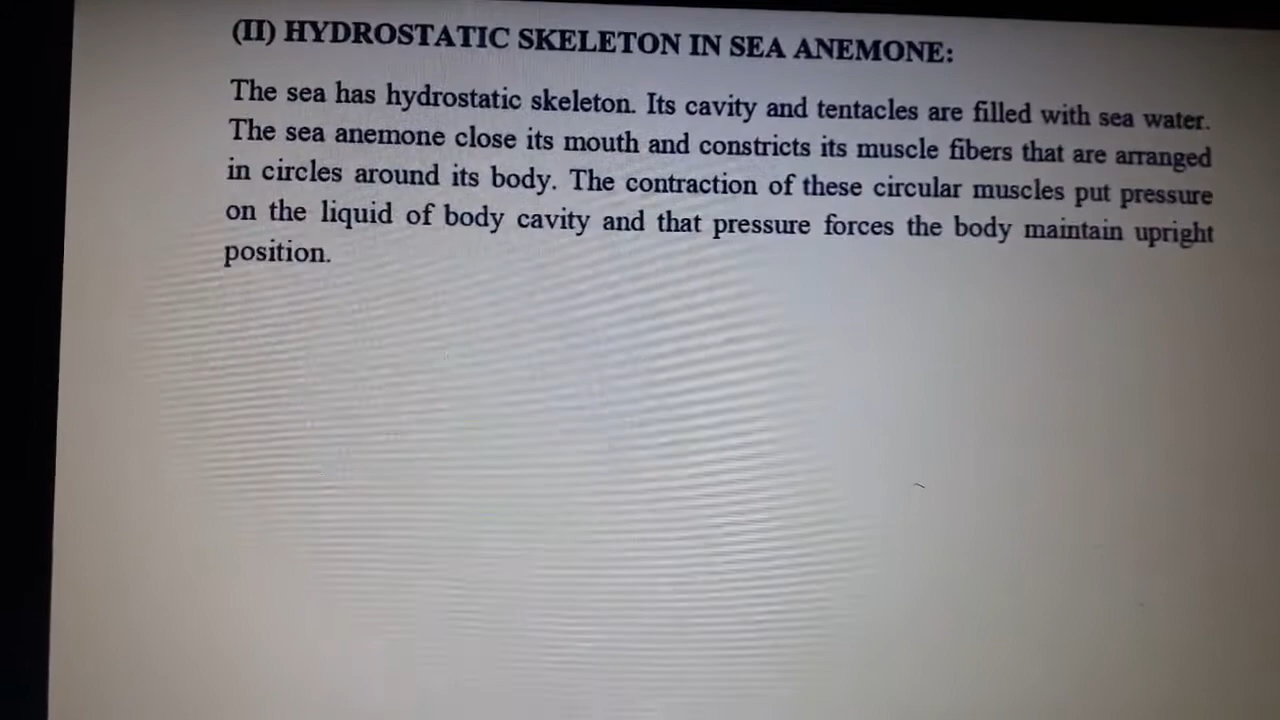 (II) HYDROSTATIC SKELETON IN SEA ANEMONE:
The sea has hydrostatic skeleton. Its cavity and tentacles are filled with sea water.
The sea anemone close its mouth and constricts its muscle fibers that are arranged
in circles around its body. The contraction of these circular muscles put pressure
on the liquid of body cavity and that pressure forces the body maintain upright
position.